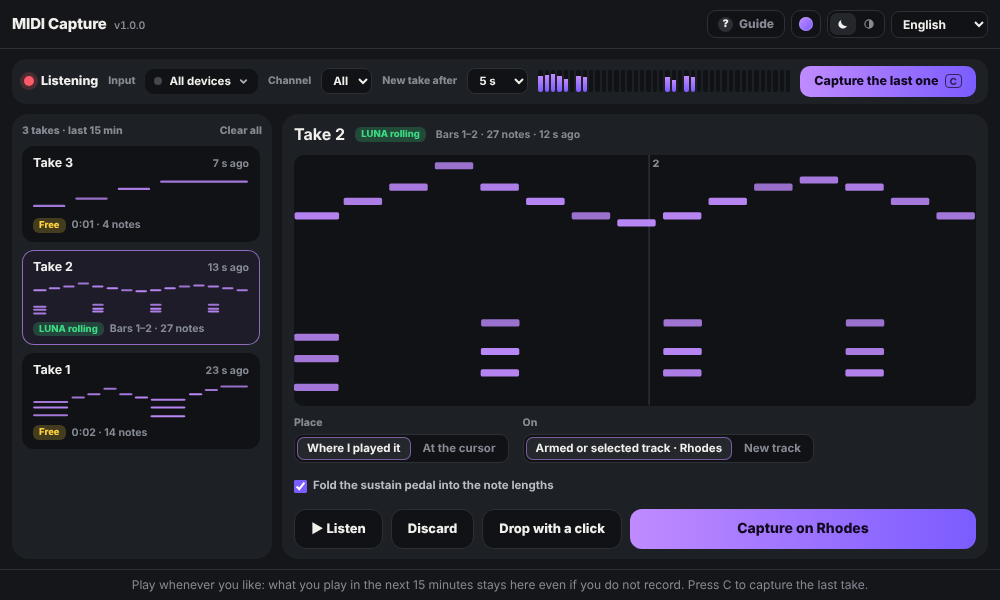 MIDI Capture v1.0.0
? Guide
English
Listening Input All devices Channel All New take after 5 s
Capture the last one C
3 takes · last 15 min Clear all
Take 3 7 s ago
Free 0:01 · 4 notes
Take 2 13 s ago
LUNA rolling Bars 1–2 · 27 notes
Take 1 23 s ago
Free 0:02 · 14 notes
Take 2 LUNA rolling Bars 1–2 · 27 notes · 12 s ago
2
Place On
Where I played it At the cursor Armed or selected track · Rhodes New track
Fold the sustain pedal into the note lengths
Listen Discard Drop with a click Capture on Rhodes
Play whenever you like: what you play in the next 15 minutes stays here even if you do not record. Press C to capture the last take.